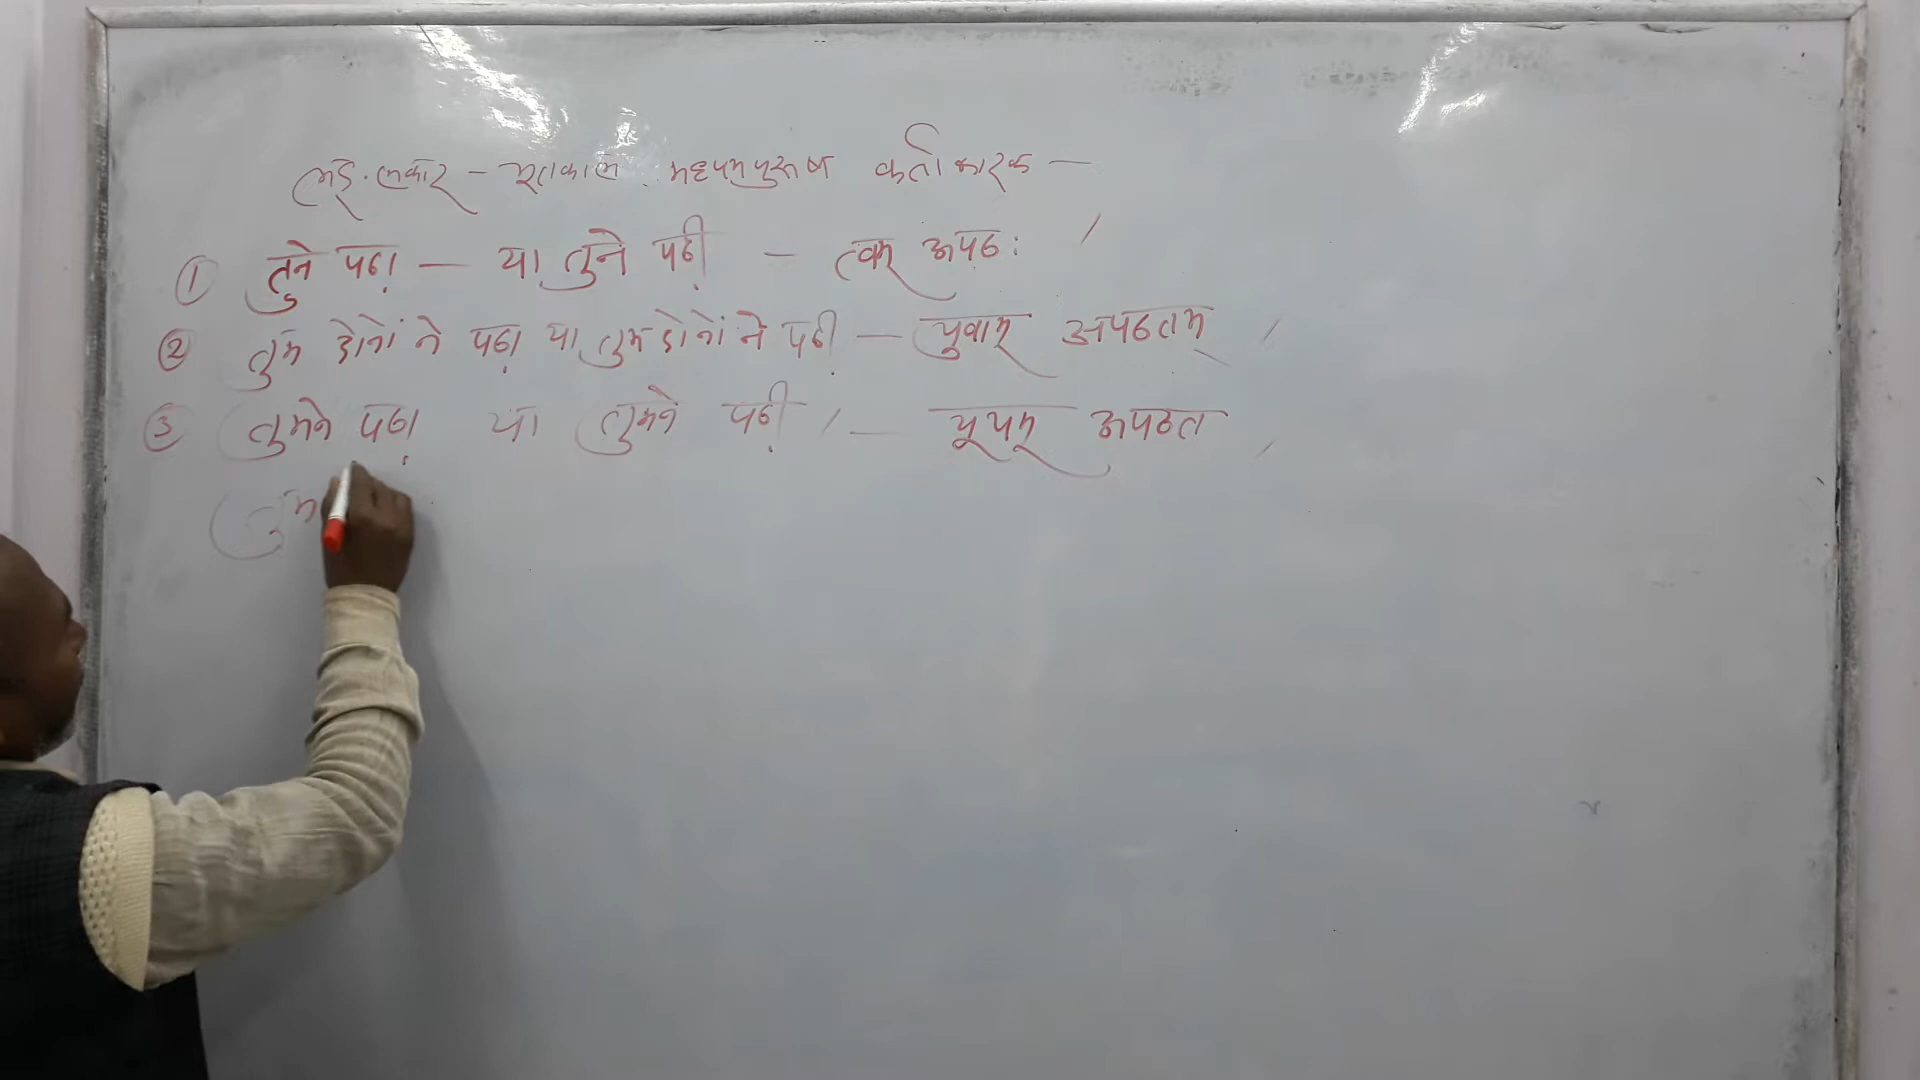 लङ्.लकार - भूतकाल . मध्यमपुरुष कर्ताकारक —
① तुने पढ़ा — या तुने पढ़ी - त्वम् अपठः /
② तुम दोनों ने पढ़ा या तुम दोनों ने पढ़ी — युवाम् अपठतम् /
③ तुमने पढ़ा या तुमने पढ़ी / — यूयम् अपठत /
तुम